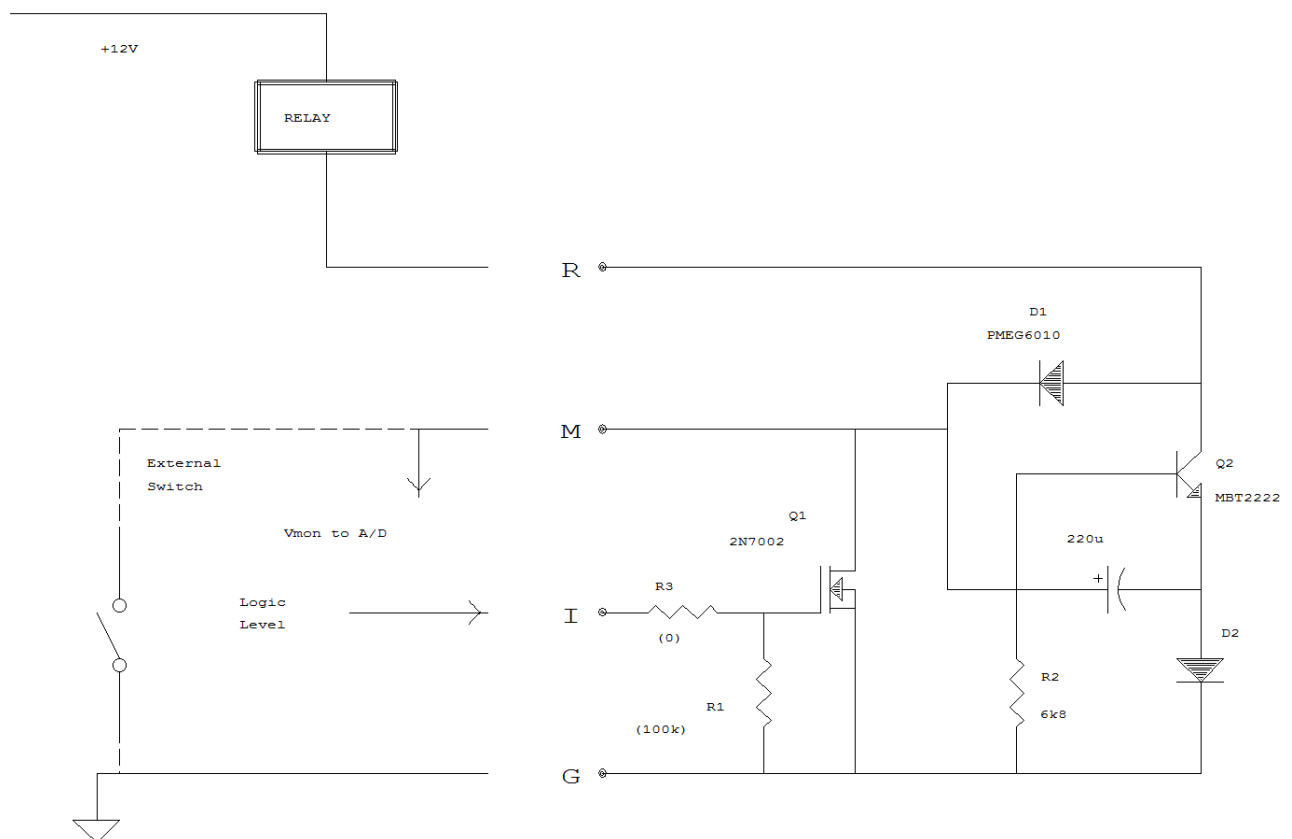 +12V
RELAY
R
D1
PMEG6010
M
External
Switch
Q2
MBT2222
Vmon to A/D
Q1
2N7002
220u
+
R3
Logic
Level
I
(0)
D2
R2
6k8
R1
(100k)
G